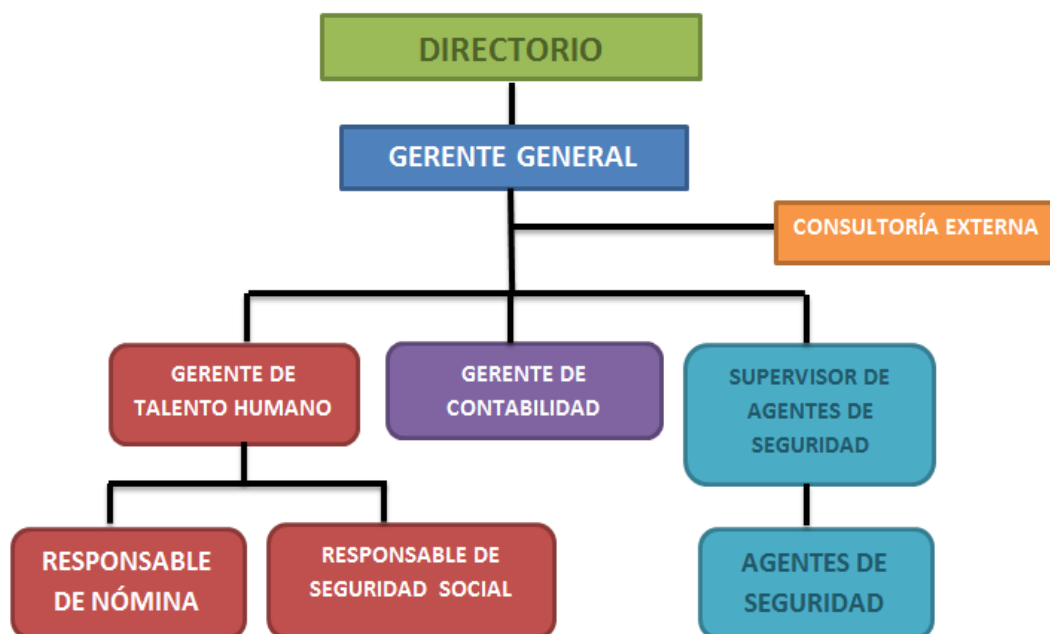 DIRECTORIO
GERENTE GENERAL
CONSULTORÍA EXTERNA
GERENTE DE
TALENTO HUMANO
GERENTE DE
CONTABILIDAD
SUPERVISOR DE
AGENTES DE
SEGURIDAD
RESPONSABLE
DE NÓMINA
RESPONSABLE DE
SEGURIDAD SOCIAL
AGENTES DE
SEGURIDAD